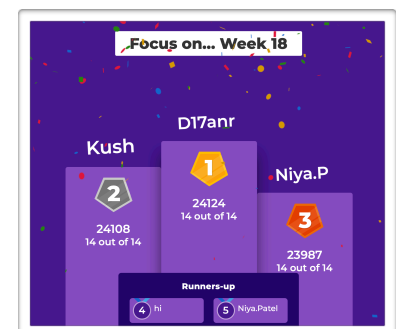 Focus on... Week 18
D17anr
Kush
Niya.P
1
2
3
24124
14 out of 14
24108
14 out of 14
23987
14 out of 14
Runners-up
4 hi
5 Niya.Patel